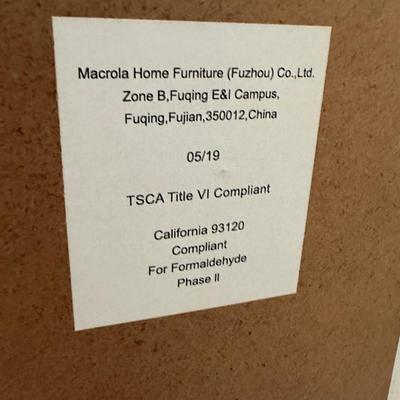 Macrola Home Furniture (Fuzhou) Co.,Ltd.
Zone B,Fuqing E&I Campus,
Fuqing,Fujian,350012,China
05/19
TSCA Title VI Compliant
California 93120
Compliant
For Formaldehyde
Phase II